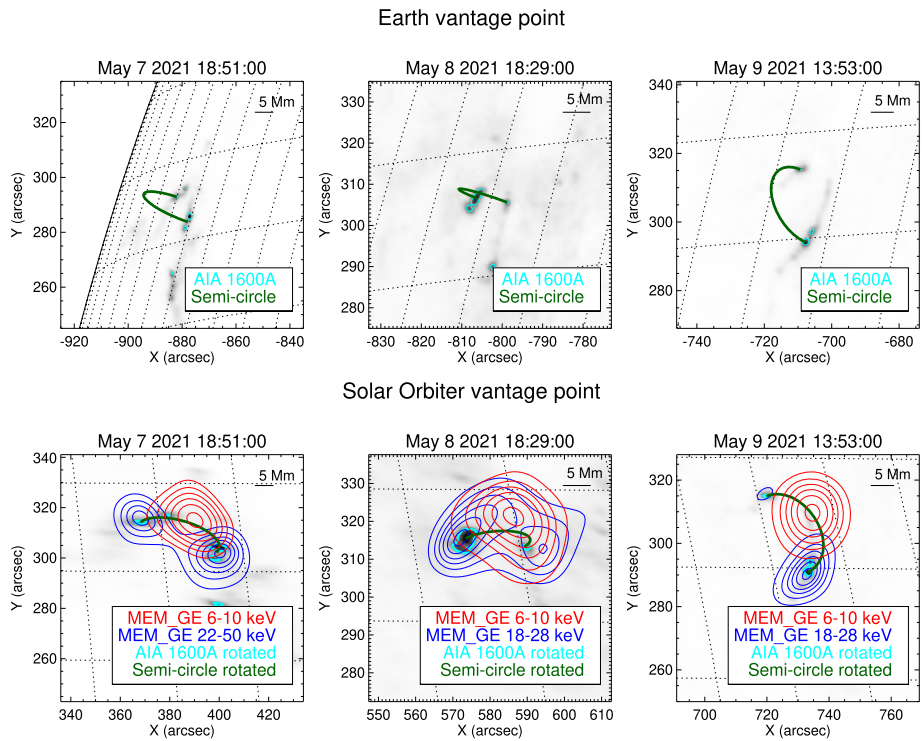 Earth vantage point
May 7 2021 18:51:00
May 8 2021 18:29:00
May 9 2021 13:53:00
5 Mm
5 Mm
5 Mm
320
300
280
260
Y (arcsec)
330
320
310
300
290
280
Y (arcsec)
340
320
300
280
Y (arcsec)
AIA 1600A
Semi-circle
AIA 1600A
Semi-circle
AIA 1600A
Semi-circle
-920 -900 -880 -860 -840
-830 -820 -810 -800 -790 -780
-740 -720 -700 -680
X (arcsec)
X (arcsec)
X (arcsec)
Solar Orbiter vantage point
May 7 2021 18:51:00
May 8 2021 18:29:00
May 9 2021 13:53:00
5 Mm
5 Mm
5 Mm
340
320
300
280
260
Y (arcsec)
330
320
310
300
290
280
Y (arcsec)
320
300
280
260
Y (arcsec)
MEM_GE 6-10 keV
MEM_GE 22-50 keV
AIA 1600A rotated
Semi-circle rotated
MEM_GE 6-10 keV
MEM_GE 18-28 keV
AIA 1600A rotated
Semi-circle rotated
MEM_GE 6-10 keV
MEM_GE 18-28 keV
AIA 1600A rotated
Semi-circle rotated
340 360 380 400 420
550 560 570 580 590 600 610
700 720 740 760
X (arcsec)
X (arcsec)
X (arcsec)